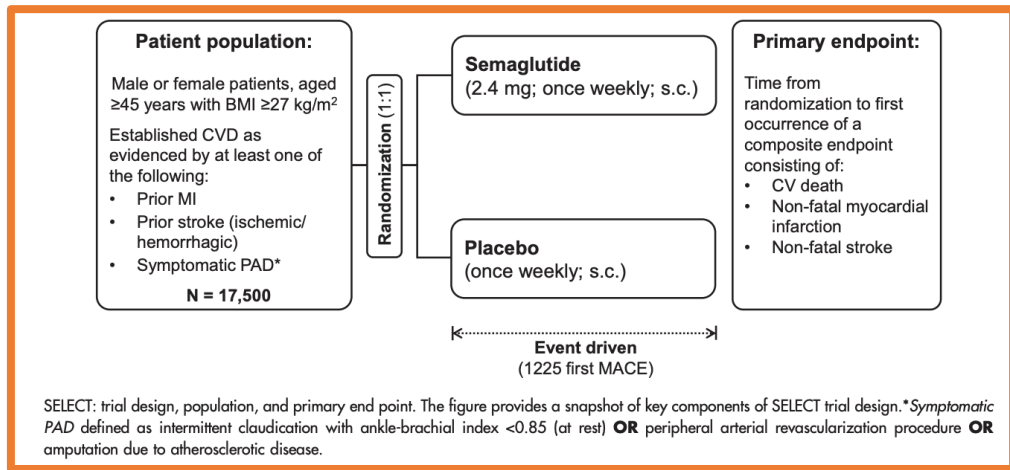 Patient population:
Male or female patients, aged
≥45 years with BMI ≥27 kg/m²
Established CVD as
evidenced by at least one of
the following:
• Prior MI
• Prior stroke (ischemic/
hemorrhagic)
• Symptomatic PAD*
N = 17,500
Randomization (1:1)
Semaglutide
(2.4 mg; once weekly; s.c.)
Placebo
(once weekly; s.c.)
Event driven
(1225 first MACE)
Primary endpoint:
Time from
randomization to first
occurrence of a
composite endpoint
consisting of:
• CV death
• Non-fatal myocardial
infarction
• Non-fatal stroke
SELECT: trial design, population, and primary end point. The figure provides a snapshot of key components of SELECT trial design.*Symptomatic
PAD defined as intermittent claudication with ankle-brachial index <0.85 (at rest) OR peripheral arterial revascularization procedure OR
amputation due to atherosclerotic disease.